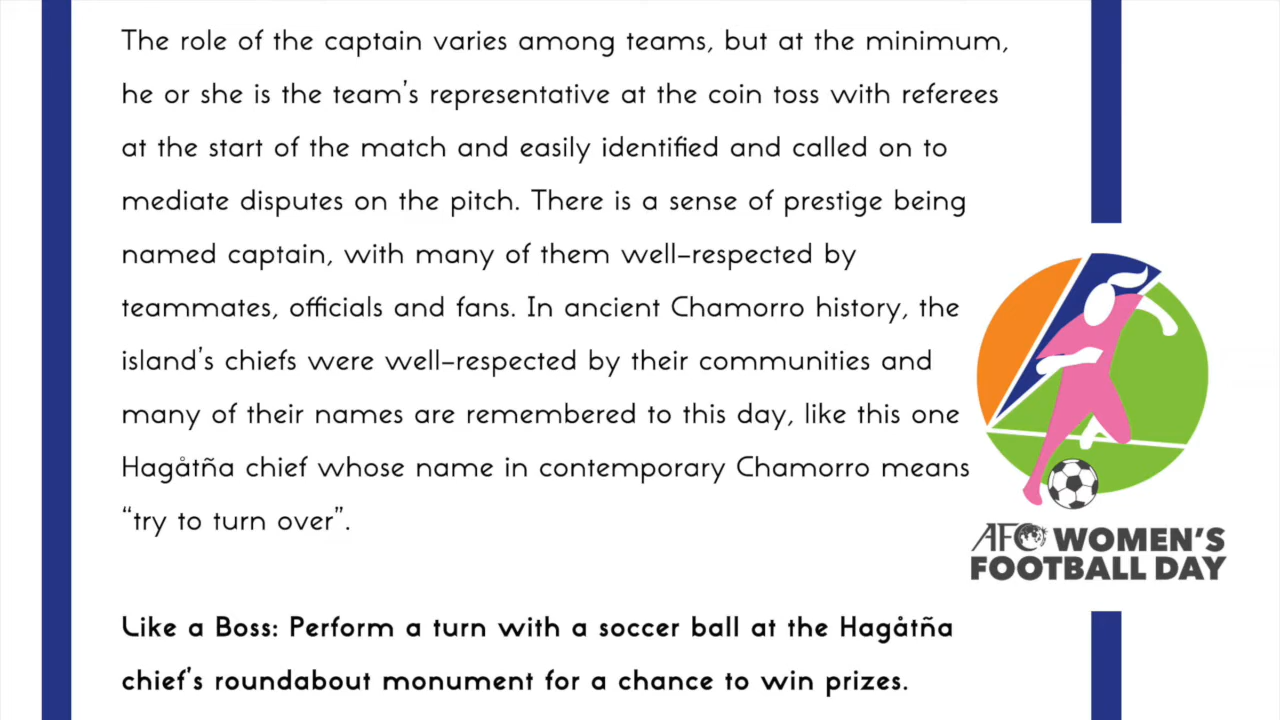 The role of the captain varies among teams, but at the minimum,
he or she is the team's representative at the coin toss with referees
at the start of the match and easily identified and called on to
mediate disputes on the pitch. There is a sense of prestige being
named captain, with many of them well-respected by
teammates, officials and fans. In ancient Chamorro history, the
island's chiefs were well-respected by their communities and
many of their names are remembered to this day, like this one
Hagåtña chief whose name in contemporary Chamorro means
“try to turn over”.
AFC WOMEN'S
FOOTBALL DAY
Like a Boss: Perform a turn with a soccer ball at the Hagåtña
chief's roundabout monument for a chance to win prizes.